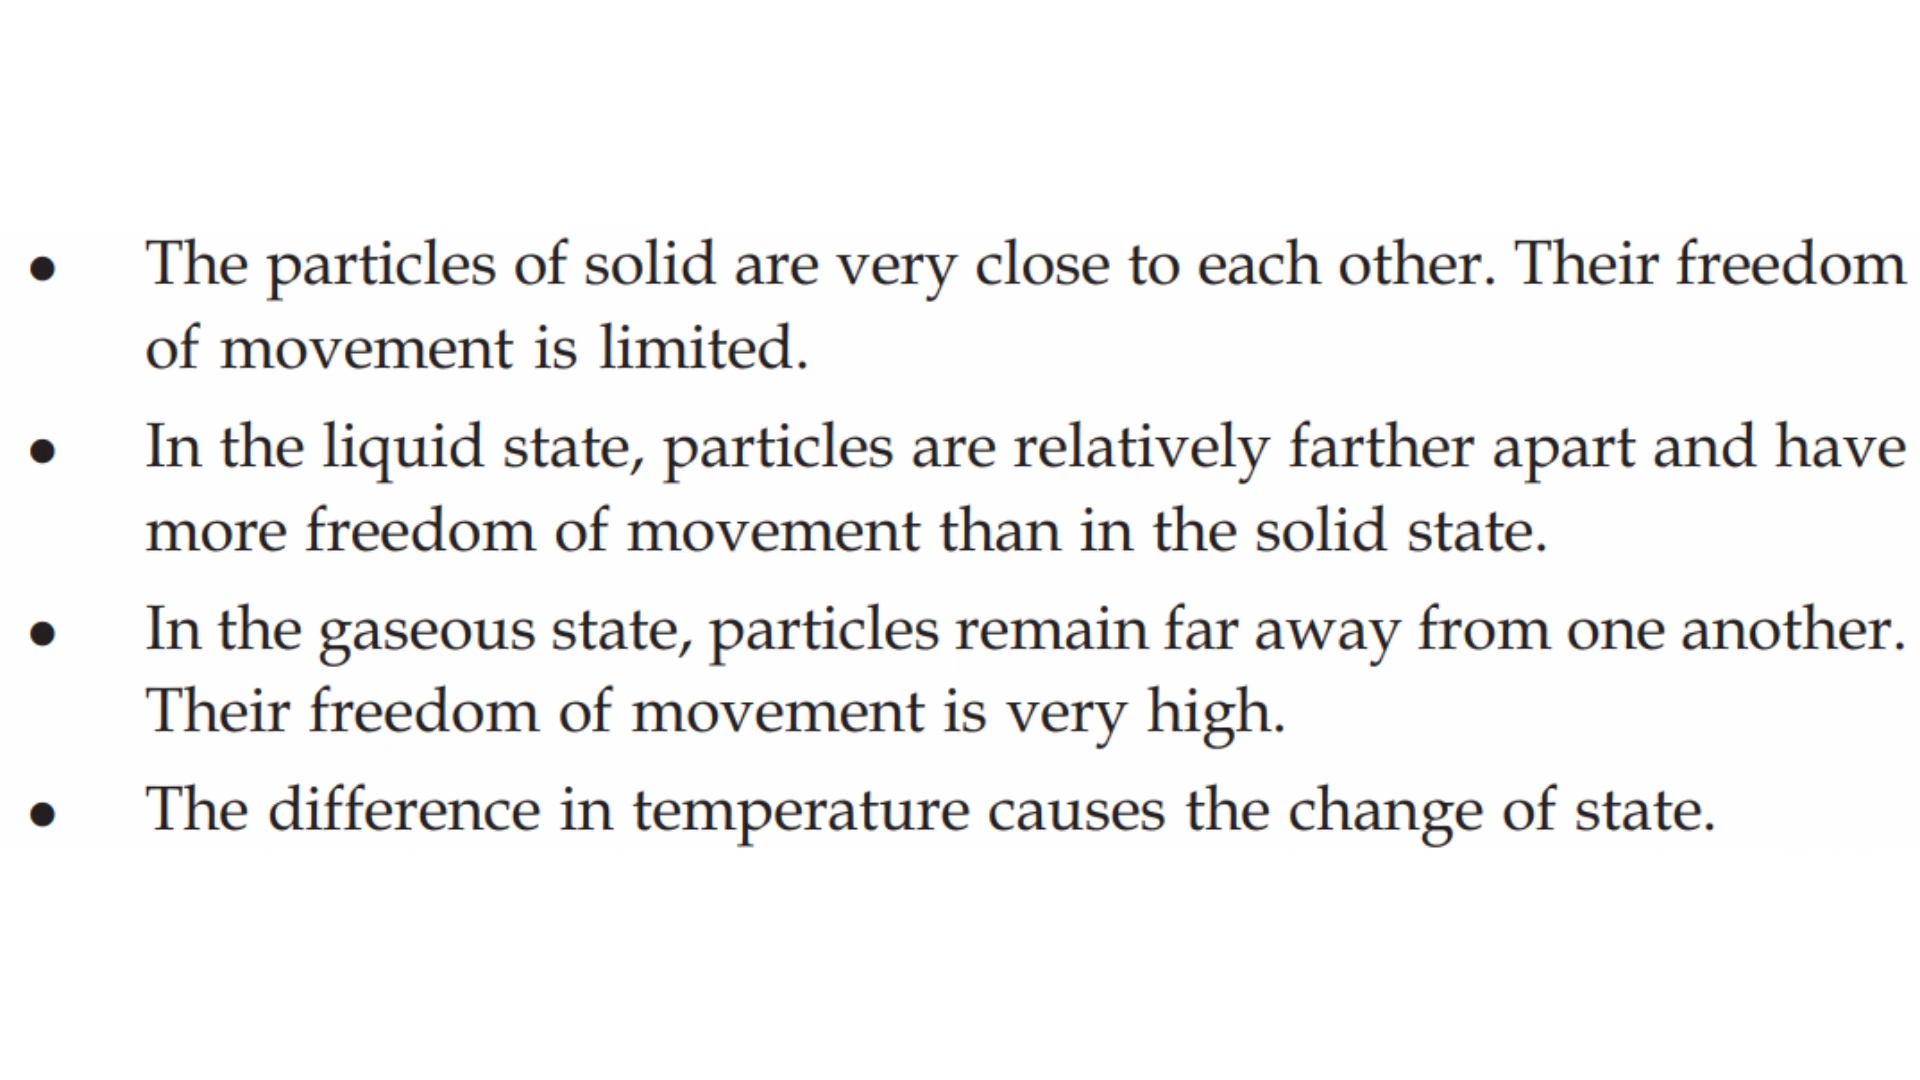 ● The particles of solid are very close to each other. Their freedom
of movement is limited.
● In the liquid state, particles are relatively farther apart and have
more freedom of movement than in the solid state.
● In the gaseous state, particles remain far away from one another.
Their freedom of movement is very high.
● The difference in temperature causes the change of state.